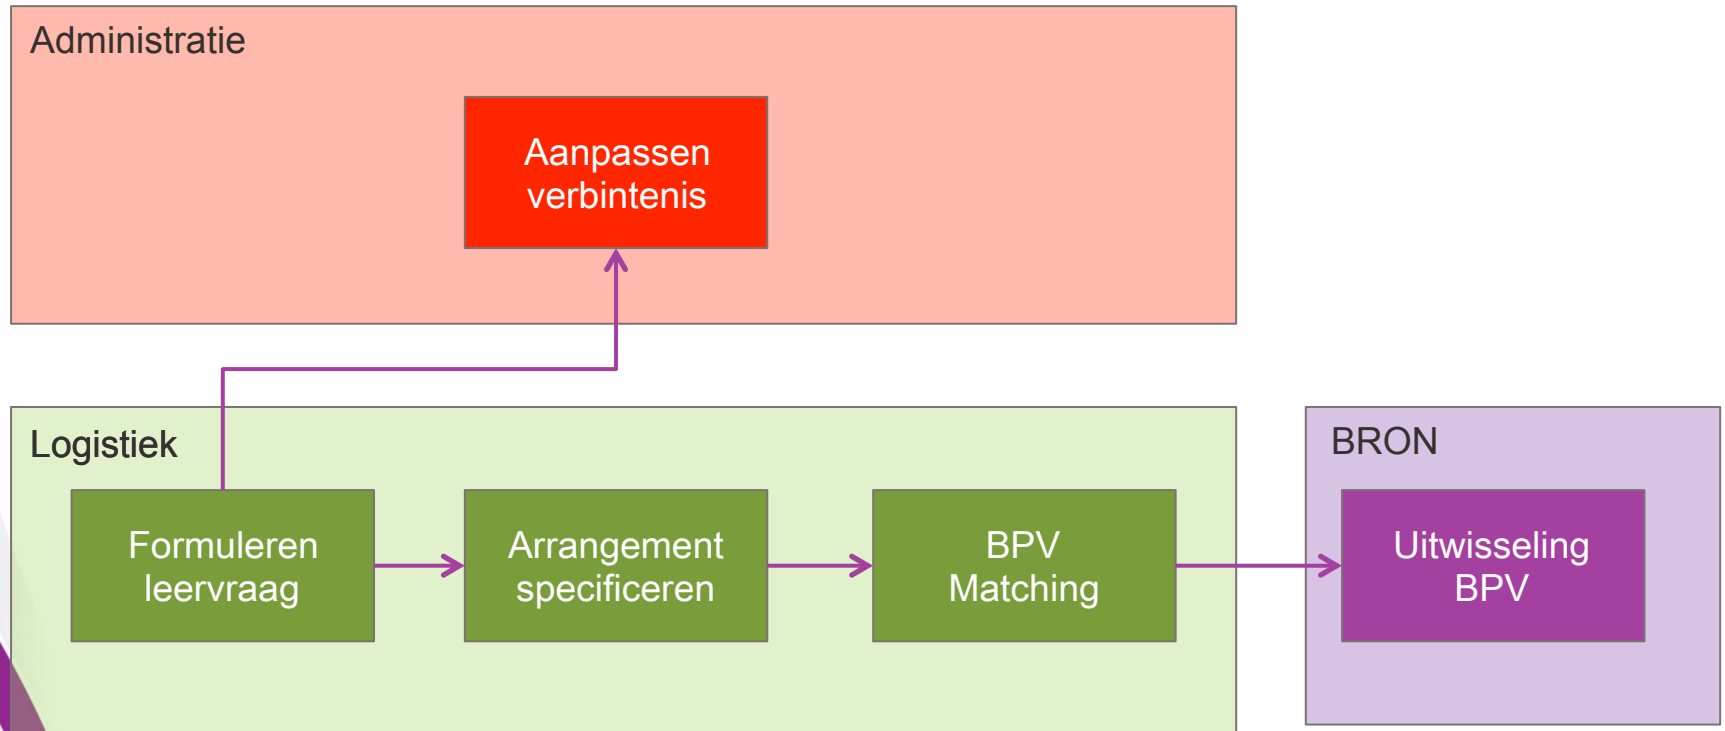 Administratie
Aanpassen
verbintenis
Logistiek
Formuleren
leervraag
Arrangement
specificeren
BPV
Matching
BRON
Uitwisseling
BPV